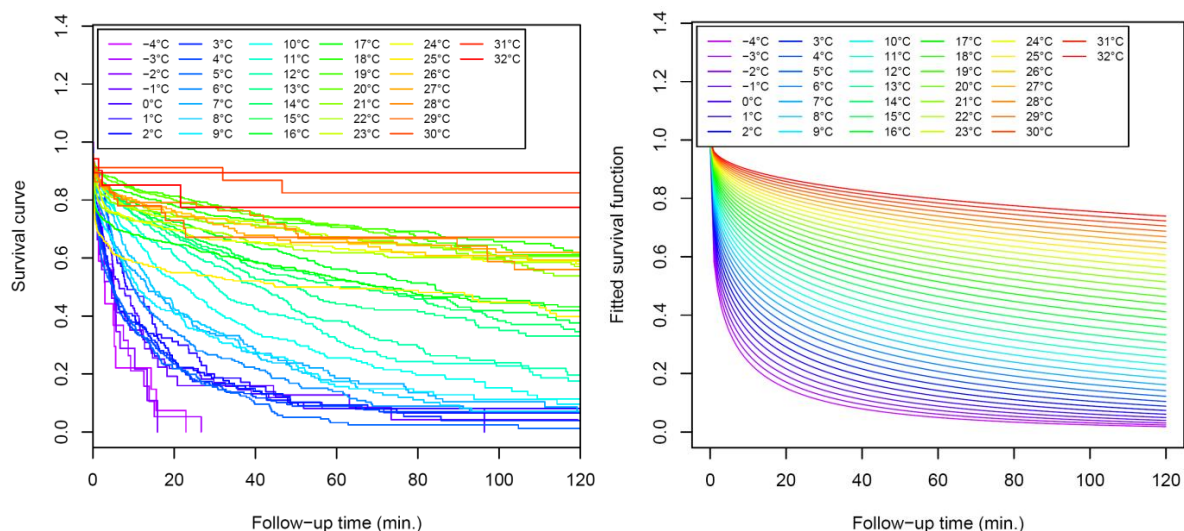 1.4
1.2
1.0
0.8
0.6
0.4
0.2
0.0
Survival curve
−4°C 3°C 10°C 17°C 24°C 31°C
−3°C 4°C 11°C 18°C 25°C 32°C
−2°C 5°C 12°C 19°C 26°C
−1°C 6°C 13°C 20°C 27°C
0°C 7°C 14°C 21°C 28°C
1°C 8°C 15°C 22°C 29°C
2°C 9°C 16°C 23°C 30°C
0 20 40 60 80 100 120
Follow−up time (min.)
1.4
1.2
1.0
0.8
0.6
0.4
0.2
0.0
Fitted survival function
−4°C 3°C 10°C 17°C 24°C 31°C
−3°C 4°C 11°C 18°C 25°C 32°C
−2°C 5°C 12°C 19°C 26°C
−1°C 6°C 13°C 20°C 27°C
0°C 7°C 14°C 21°C 28°C
1°C 8°C 15°C 22°C 29°C
2°C 9°C 16°C 23°C 30°C
0 20 40 60 80 100 120
Follow−up time (min.)